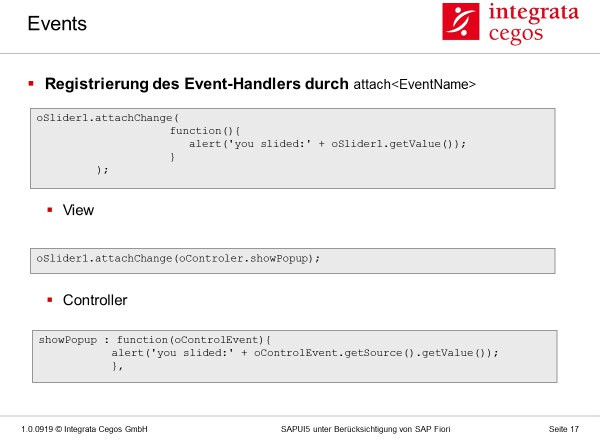 Events
integrata
cegos
Registrierung des Event-Handlers durch attach<EventName>
oSlider1.attachChange(
function(){
alert('you slided:' + oSlider1.getValue());
}
);
View
oSlider1.attachChange(oControler.showPopup);
Controller
showPopup : function(oControlEvent){
alert('you slided:' + oControlEvent.getSource().getValue());
},
1.0.0919 © Integrata Cegos GmbH SAPUI5 unter Berücksichtigung von SAP Fiori Seite 17